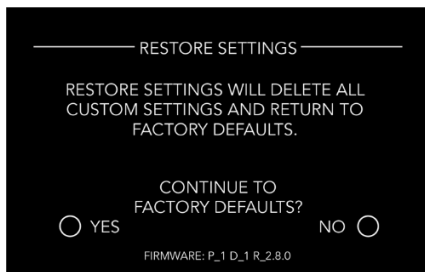 RESTORE SETTINGS
RESTORE SETTINGS WILL DELETE ALL
CUSTOM SETTINGS AND RETURN TO
FACTORY DEFAULTS.
CONTINUE TO
FACTORY DEFAULTS?
YES
NO
FIRMWARE: P_1 D_1 R_2.8.0